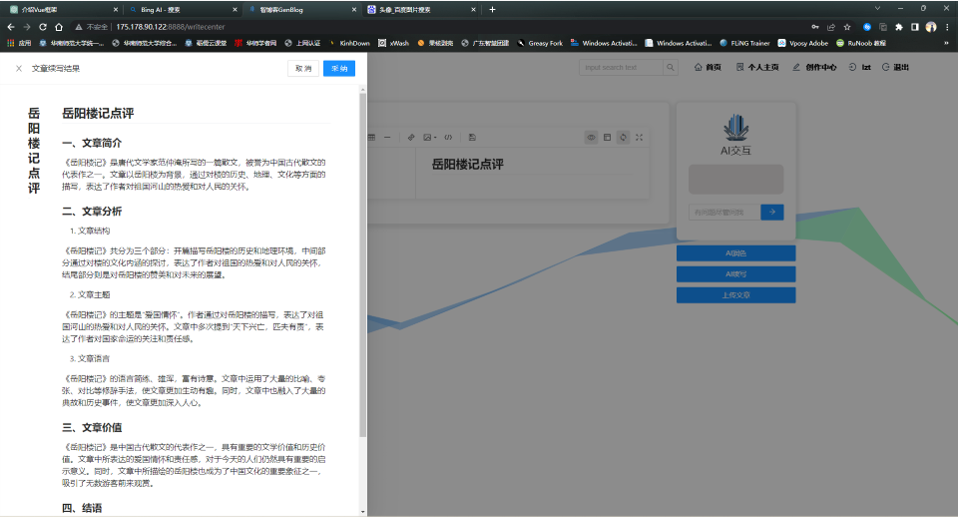 介绍Vue框架
Bing AI - 搜索
智博客GenBlog
头像_百度图片搜索
不安全 | 175.178.90.122:8888/writecenter
应用
华南师范大学统一...
华南师范大学综合...
砺儒云课堂
华师学者网
上网认证
KinhDown
xWash
广东智慧团建
Greasy Fork
Windows Activati...
Windows Activati...
FLiNG Trainer
Vposy Adobe
RuNoob 教程
文章续写结果
取 消
采 纳
input search text
首页
个人主页
创作中心
lzt
退出
岳阳楼记点评
岳阳楼记点评
一、文章简介
《岳阳楼记》是唐代文学家范仲淹所写的一篇散文，被誉为中国古代散文的
代表作之一。文章以岳阳楼为背景，通过对楼的历史、地理、文化等方面的
描写，表达了作者对祖国河山的热爱和对人民的关怀。
二、文章分析
1. 文章结构
《岳阳楼记》共分为三个部分：开篇描写岳阳楼的历史和地理环境，中间部
分通过对楼的文化内涵的探讨，表达了作者对祖国的热爱和对人民的关怀，
结尾部分则是对岳阳楼的赞美和对未来的展望。
2. 文章主题
《岳阳楼记》的主题是“爱国情怀”。作者通过对岳阳楼的描写，表达了对祖
国河山的热爱和对人民的关怀。文章中多次提到“天下兴亡，匹夫有责”，表
达了作者对国家命运的关注和责任感。
3. 文章语言
《岳阳楼记》的语言简练、雄浑，富有诗意。文章中运用了大量的比喻、夸
张、对比等修辞手法，使文章更加生动有趣。同时，文章中也融入了大量的
典故和历史事件，使文章更加深入人心。
三、文章价值
《岳阳楼记》是中国古代散文的代表作之一，具有重要的文学价值和历史价
值。文章中所表达的爱国情怀和责任感，对于今天的人们仍然具有重要的启
示意义。同时，文章中所描绘的岳阳楼也成为了中国文化的重要象征之一，
吸引了无数游客前来观赏。
四、结语
岳阳楼记点评
AI交互
AI润色
AI续写
上传文章